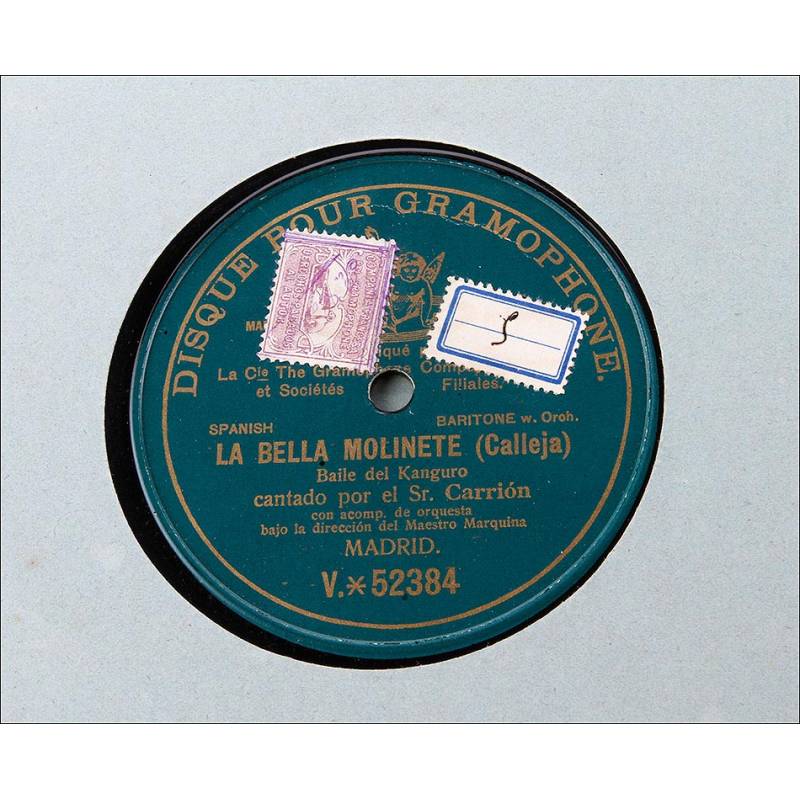 DISQUE POUR GRAMOPHONE.
La Cie The Compa
et Sociétés Filiales.
SPANISH BARITONE w. Orch.
LA BELLA MOLINETE (Calleja)
Baile del Kanguro
cantado por el Sr. Carrión
con acomp. de orquesta
bajo la dirección del Maestro Marquina
MADRID.
V.*52384